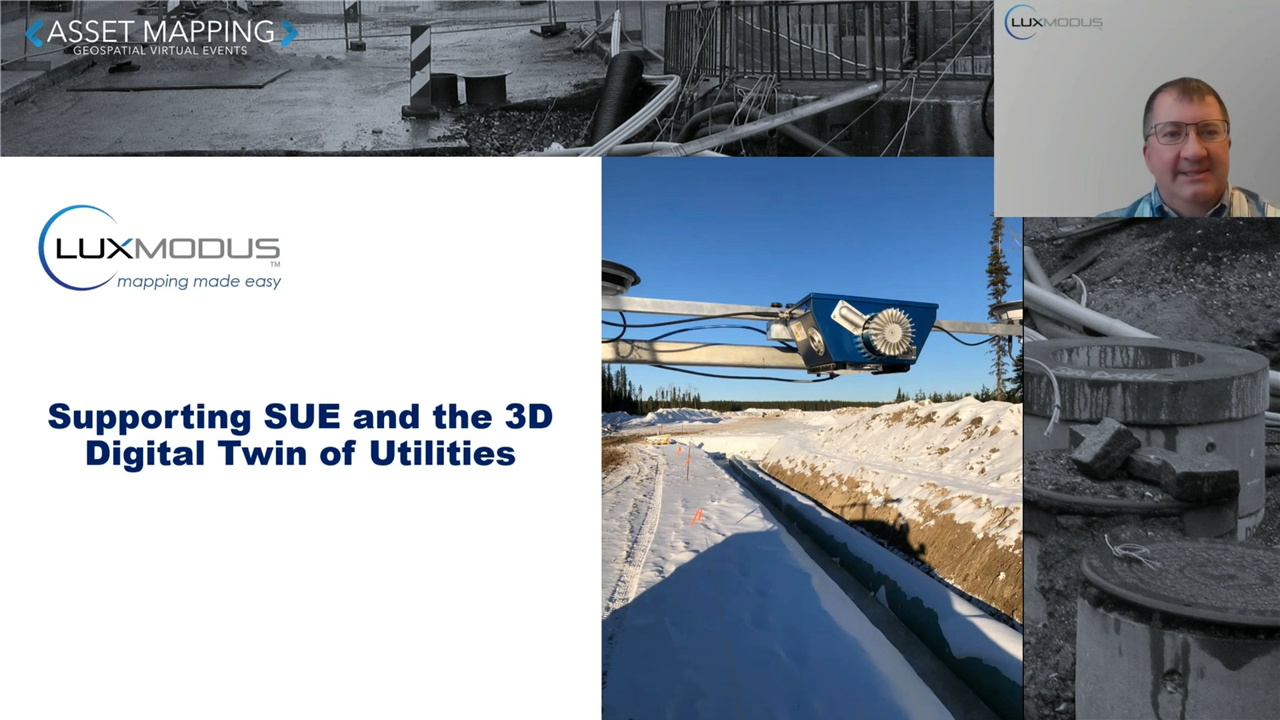 ASSET MAPPING
GEOSPATIAL VIRTUAL EVENTS
LUXMODUS
LUXMODUS
TM
mapping made easy
Supporting SUE and the 3D
Digital Twin of Utilities